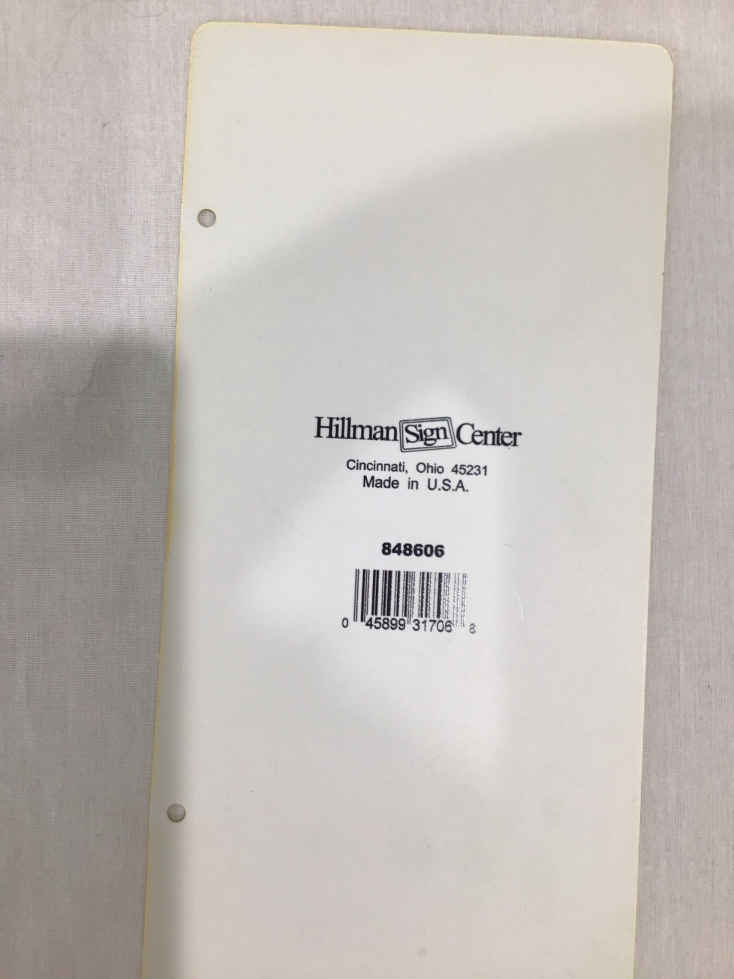 Hillman Sign Center
Cincinnati, Ohio 45231
Made in U.S.A.
848606
0 45899 31706 8